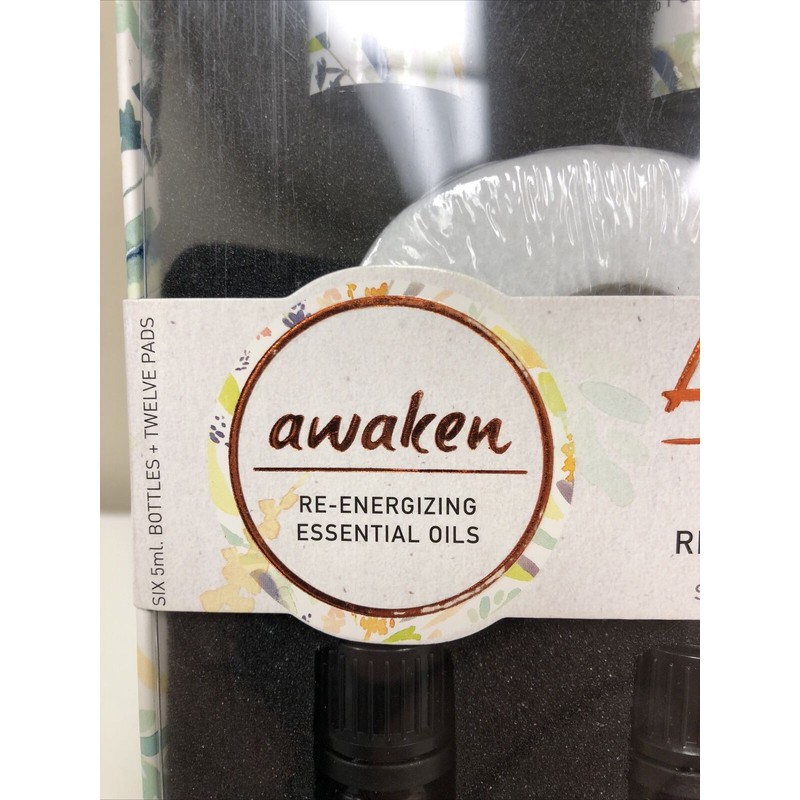 SIX 5ml. BOTTLES + TWELVE PADS
awaken
RE-ENERGIZING
ESSENTIAL OILS